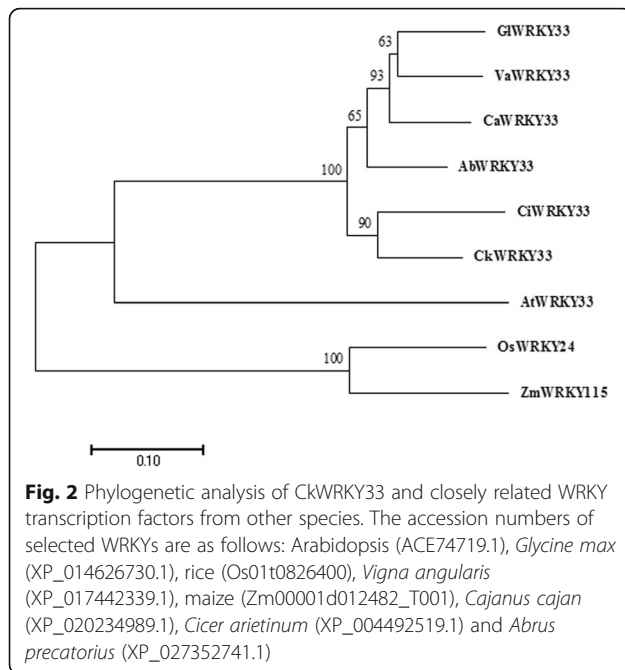 GlWRKY33
63
VaWRKY33
93
CaWRKY33
65
AbWRKY33
100
CiWRKY33
90
CkWRKY33
AtWRKY33
OsWRKY24
100
ZmWRKY115
0.10
Fig. 2 Phylogenetic analysis of CkWRKY33 and closely related WRKY
transcription factors from other species. The accession numbers of
selected WRKYs are as follows: Arabidopsis (ACE74719.1), Glycine max
(XP_014626730.1), rice (Os01t0826400), Vigna angularis
(XP_017442339.1), maize (Zm00001d012482_T001), Cajanus cajan
(XP_020234989.1), Cicer arietinum (XP_004492519.1) and Abrus
precatorius (XP_027352741.1)